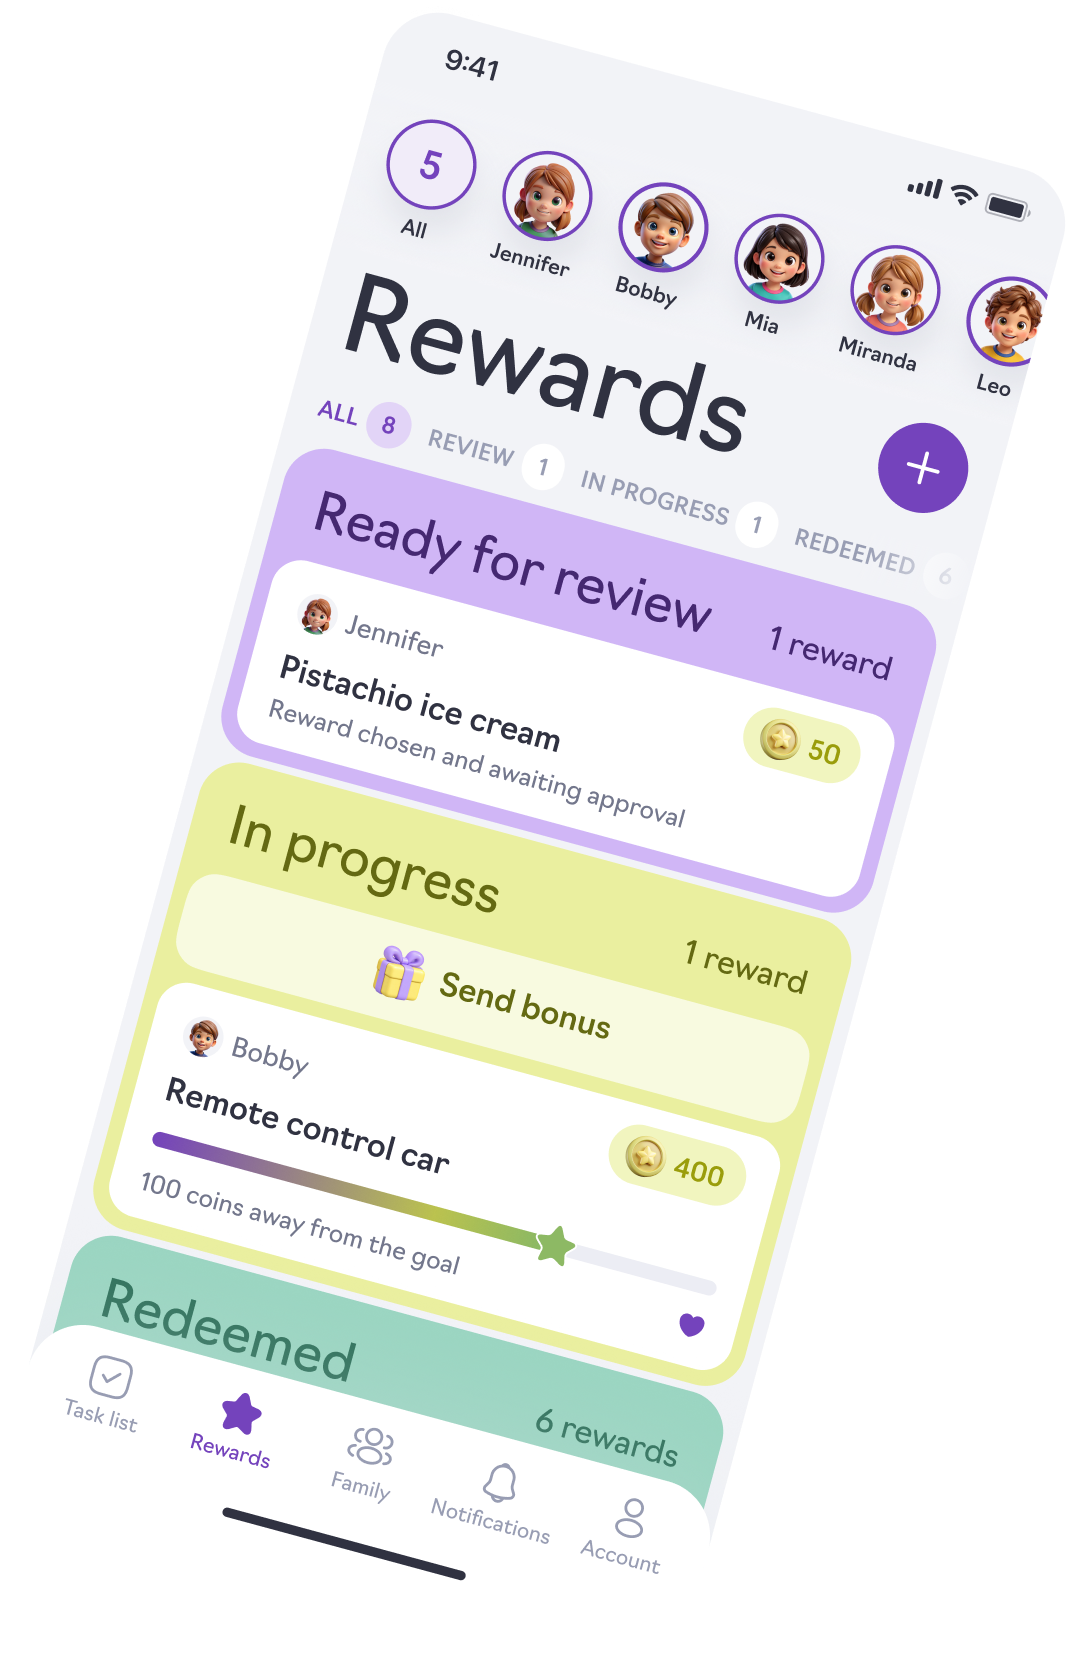 9:41
5
All
Jennifer
Bobby
Mia
Miranda
Leo
Rewards
ALL 8 REVIEW 1 IN PROGRESS 1 REDEEMED 6
Ready for review
1 reward
Jennifer
Pistachio ice cream
50
Reward chosen and awaiting approval
In progress
1 reward
Send bonus
Bobby
Remote control car
400
100 coins away from the goal
Redeemed
6 rewards
Task list
Rewards
Family
Notifications
Account